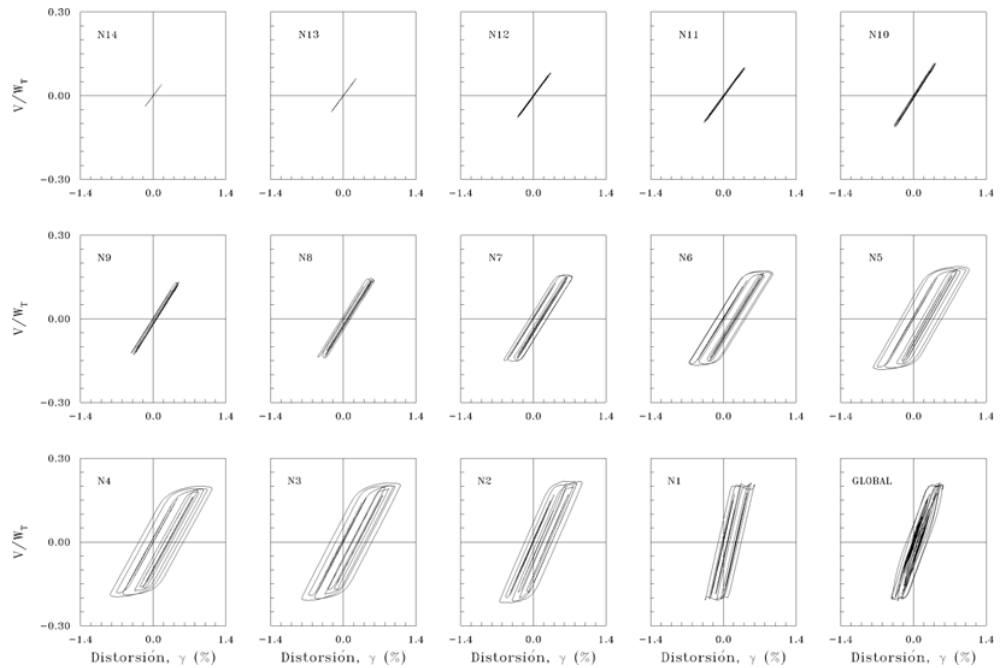 0.30
N14 N13 N12 N11 N10
V/W_T 0.00
-0.30
-1.4 0.0 1.4 -1.4 0.0 1.4 -1.4 0.0 1.4 -1.4 0.0 1.4 -1.4 0.0 1.4
0.30
N9 N8 N7 N6 N5
V/W_T 0.00
-0.30
-1.4 0.0 1.4 -1.4 0.0 1.4 -1.4 0.0 1.4 -1.4 0.0 1.4 -1.4 0.0 1.4
0.30
N4 N3 N2 N1 GLOBAL
V/W_T 0.00
-0.30
-1.4 0.0 1.4 -1.4 0.0 1.4 -1.4 0.0 1.4 -1.4 0.0 1.4 -1.4 0.0 1.4
Distorsión, γ (%) Distorsión, γ (%) Distorsión, γ (%) Distorsión, γ (%) Distorsión, γ (%)